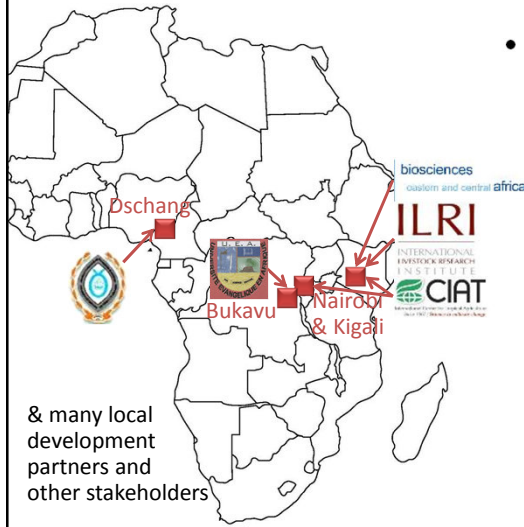 •
biosciences
eastern and central africa
ILRI
INTERNATIONAL
LIVESTOCK RESEARCH
INSTITUTE
CIAT
Dschang
U.E.A.
Bukavu
Nairobi
& Kigali
& many local
development
partners and
other stakeholders